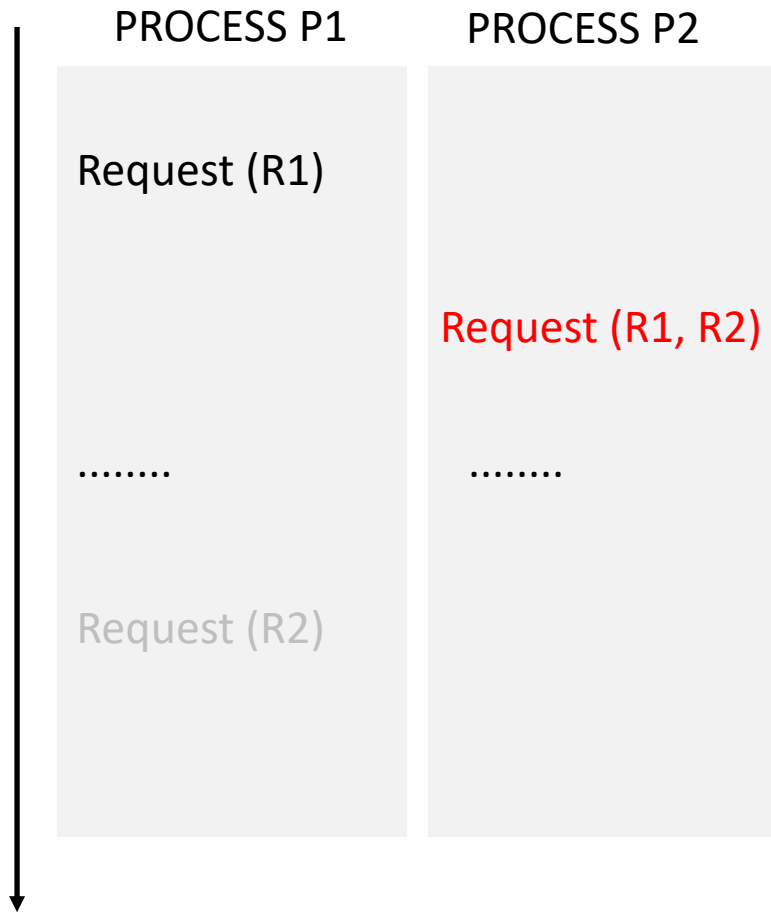 PROCESS P1
PROCESS P2
Request (R1)
Request (R1, R2)
........
........
Request (R2)